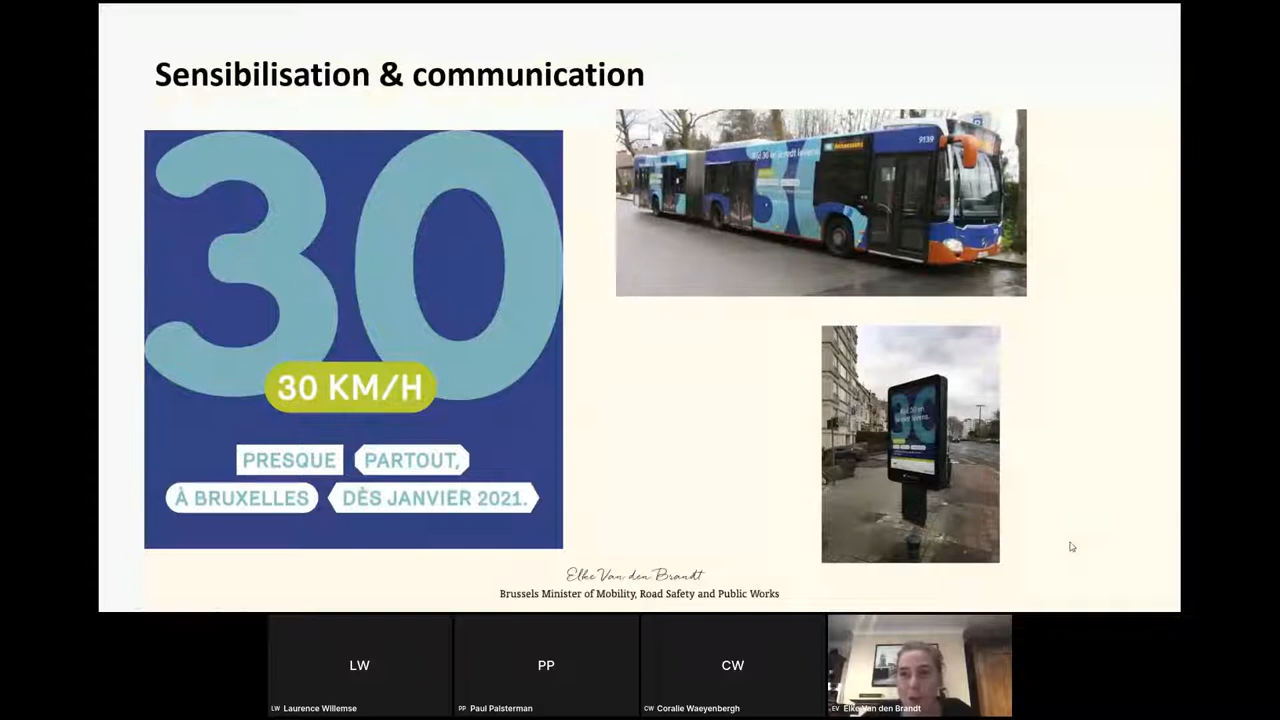 Sensibilisation & communication
30
30 KM/H
PRESQUE PARTOUT,
À BRUXELLES DÈS JANVIER 2021.
9139
30
Elke Van den Brandt
Brussels Minister of Mobility, Road Safety and Public Works
LW
PP
CW
LW Laurence Willemse
PP Paul Palsterman
CW Coralie Waeyenbergh
EV Elke Van den Brandt